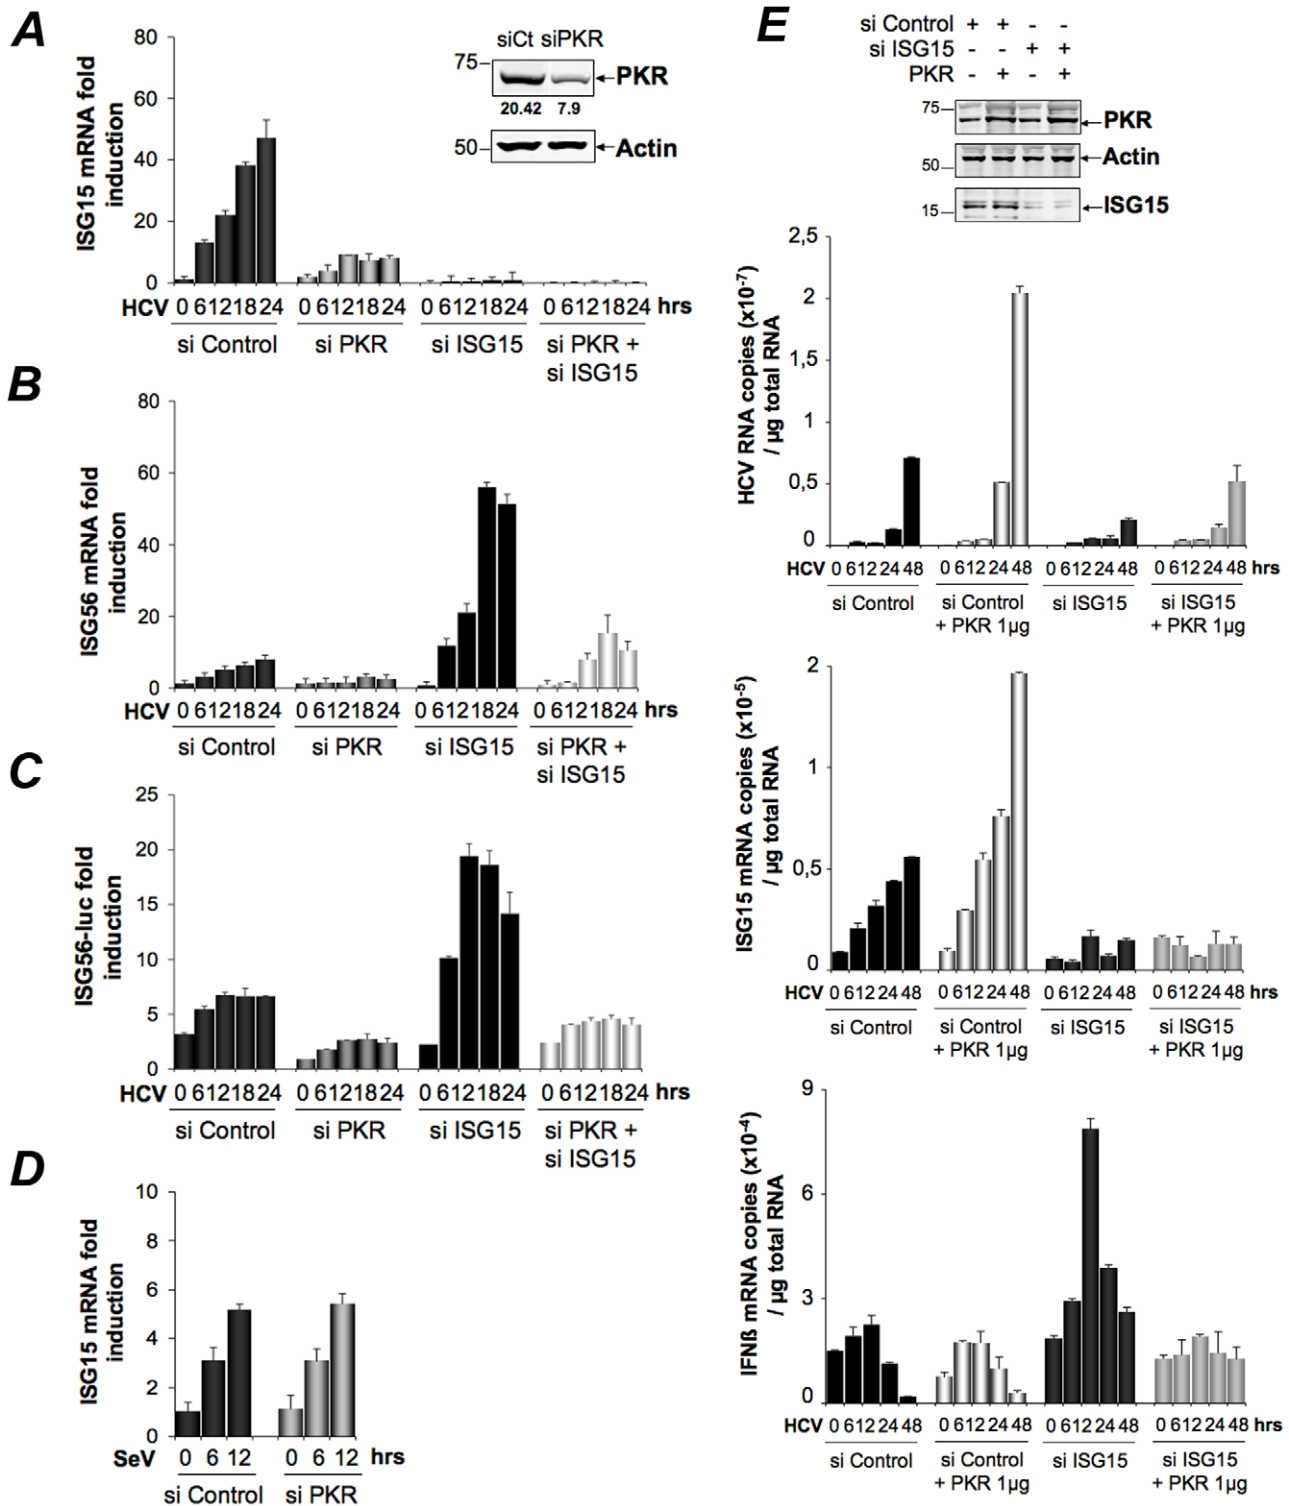 A
80
60
40
20
0
ISG15 mRNA fold
induction
siCt siPKR
75
PKR
20.42 7.9
50
Actin
HCV 0 6 12 18 24 0 6 12 18 24 0 6 12 18 24 0 6 12 18 24 hrs
si Control si PKR si ISG15 si PKR +
si ISG15
B
80
60
40
20
0
ISG56 mRNA fold
induction
HCV 0 6 12 18 24 0 6 12 18 24 0 6 12 18 24 0 6 12 18 24 hrs
si Control si PKR si ISG15 si PKR +
si ISG15
C
25
20
15
10
5
0
ISG56-luc fold
induction
HCV 0 6 12 18 24 0 6 12 18 24 0 6 12 18 24 0 6 12 18 24 hrs
si Control si PKR si ISG15 si PKR +
si ISG15
D
10
8
6
4
2
0
ISG15 mRNA fold
induction
SeV 0 6 12 0 6 12 hrs
si Control si PKR
E
si Control + + - -
si ISG15 - - + +
PKR - + - +
75
PKR
50
Actin
15
ISG15
2,5
2
1,5
1
0,5
0
HCV RNA copies (x10-7)
/ µg total RNA
HCV 0 6 12 24 48 0 6 12 24 48 0 6 12 24 48 0 6 12 24 48 hrs
si Control si Control si ISG15 si ISG15
+ PKR 1µg + PKR 1µg
2
1
0,5
0
ISG15 mRNA copies (x10-5)
/ µg total RNA
HCV 0 6 12 24 48 0 6 12 24 48 0 6 12 24 48 0 6 12 24 48 hrs
si Control si Control si ISG15 si ISG15
+ PKR 1µg + PKR 1µg
9
6
3
0
IFNß mRNA copies (x10-4)
/ µg total RNA
HCV 0 6 12 24 48 0 6 12 24 48 0 6 12 24 48 0 6 12 24 48 hrs
si Control si Control si ISG15 si ISG15
+ PKR 1µg + PKR 1µg